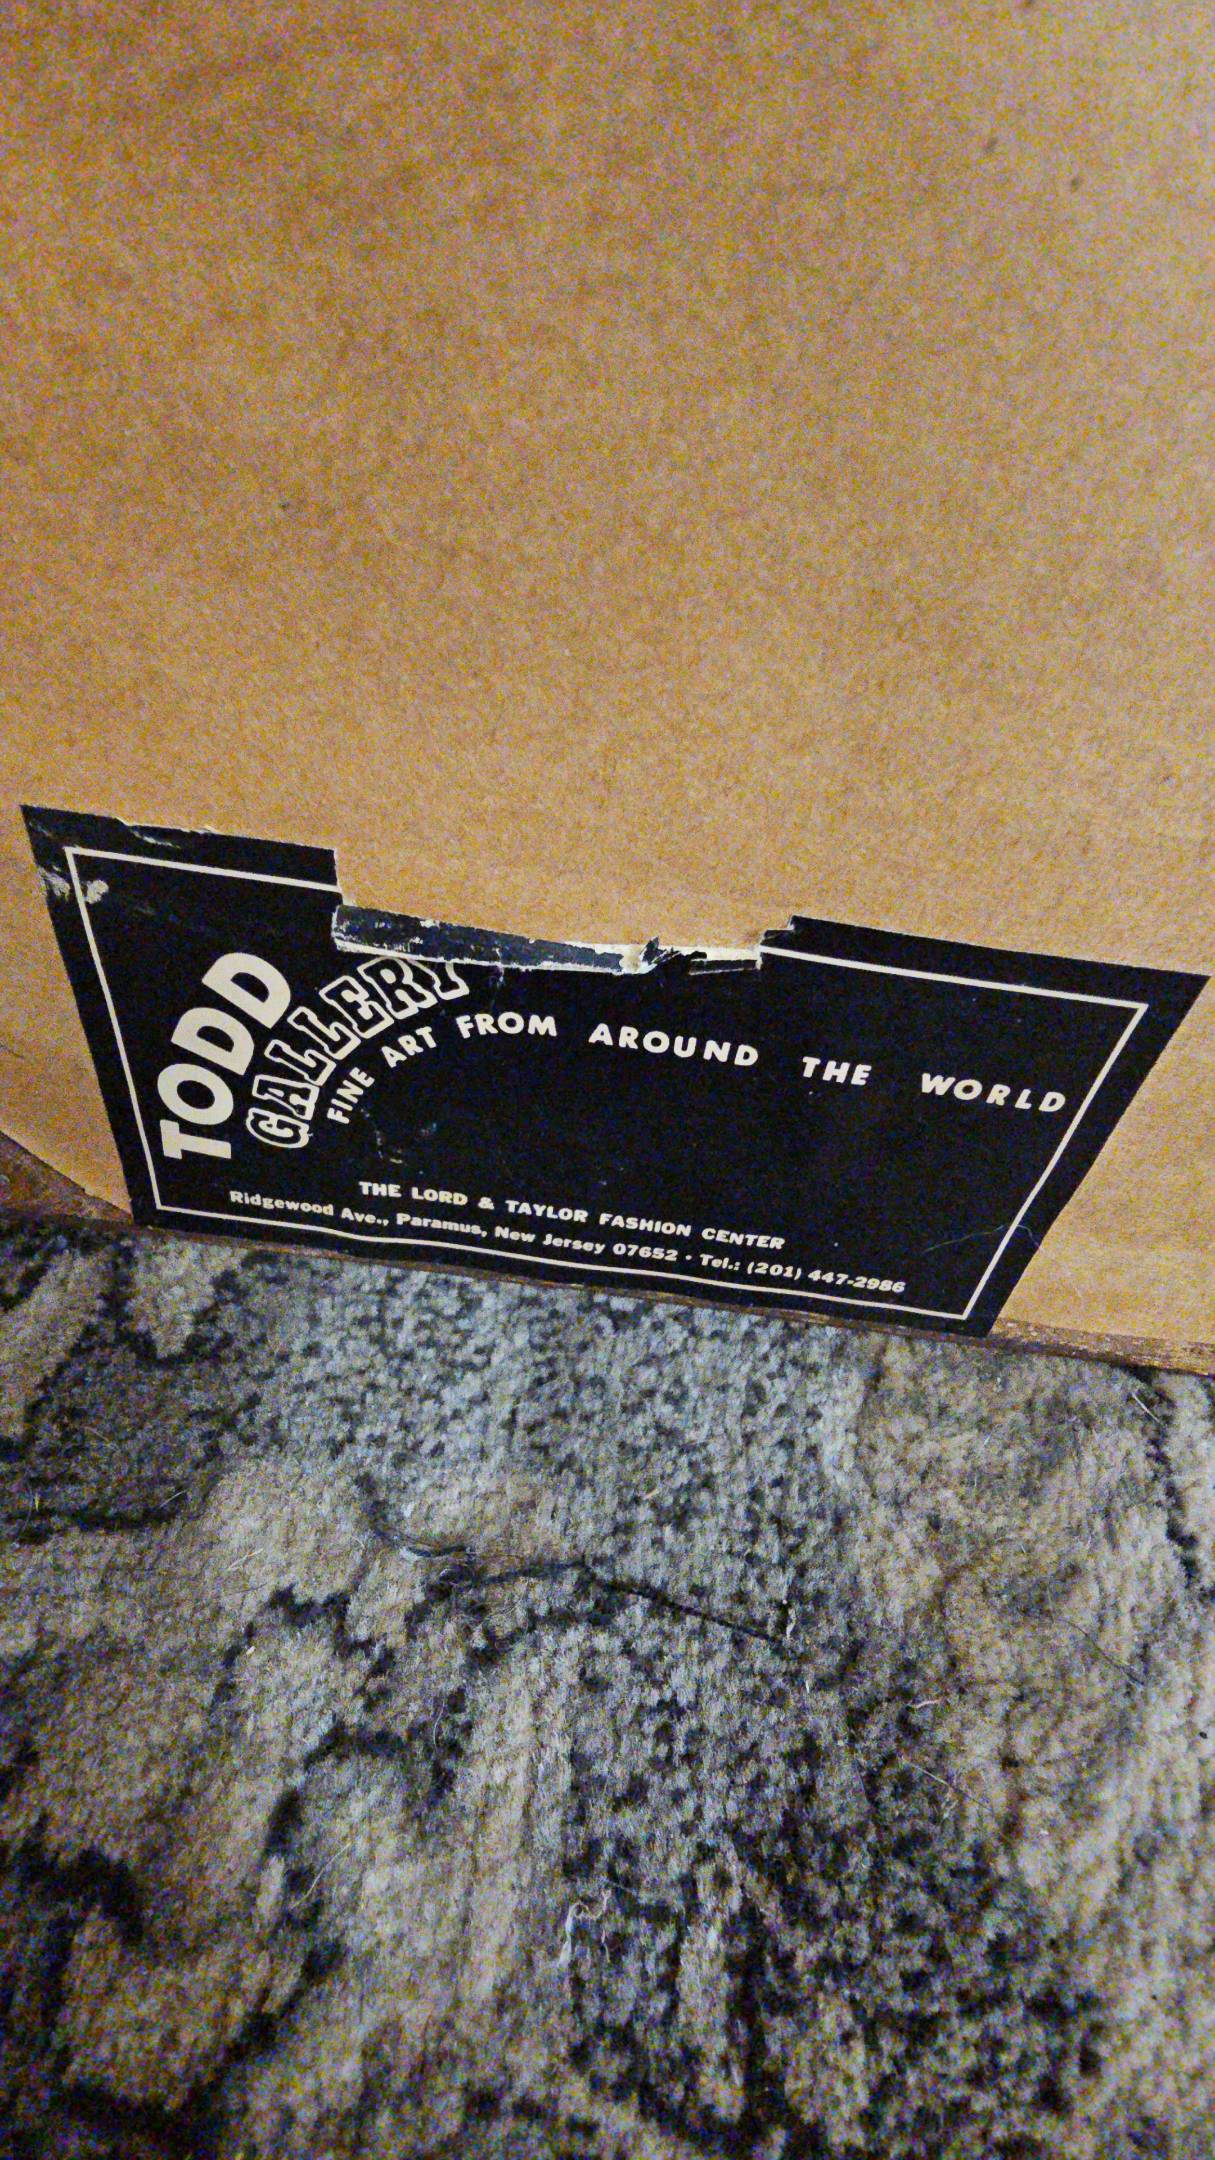 TODD
GALLERY
FINE ART FROM AROUND THE WORLD
THE LORD & TAYLOR FASHION CENTER
Ridgewood Ave., Paramus, New Jersey 07652 • Tel.: (201) 447-2986